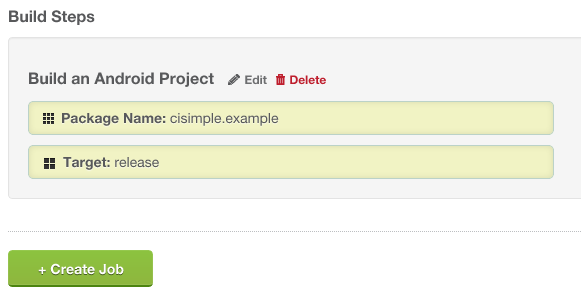 Build Steps
Build an Android Project Edit Delete
Package Name: cisimple.example
Target: release
+ Create Job